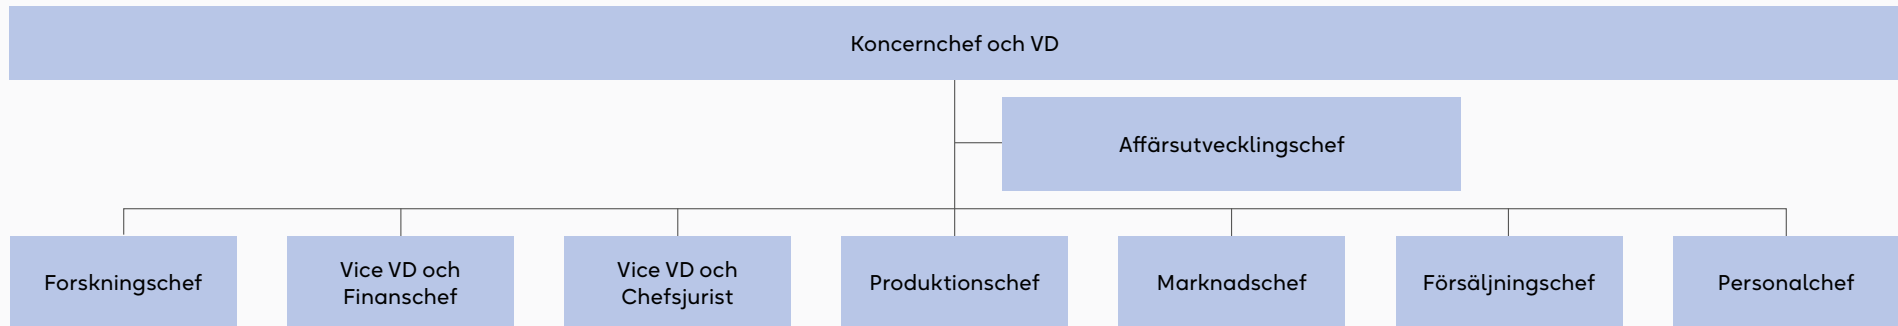 Koncernchef och VD
Affärsutvecklingschef
Forskningschef
Vice VD och
Finanschef
Vice VD och
Chefsjurist
Produktionschef
Marknadschef
Försäljningschef
Personalchef